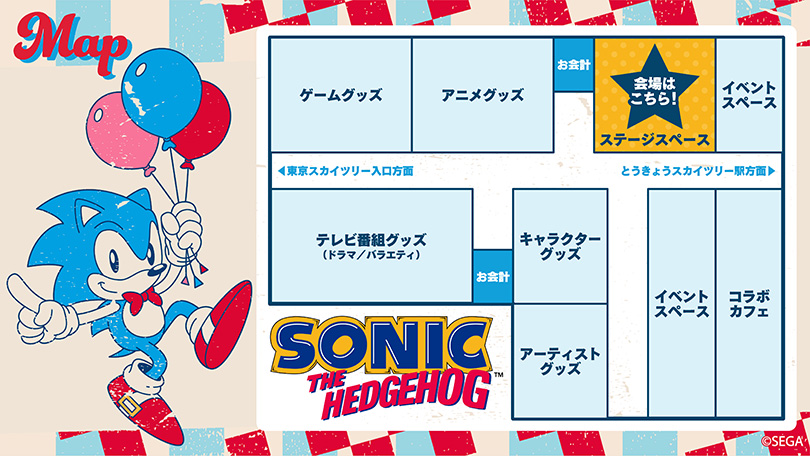 Map
ゲームグッズ
アニメグッズ
お会計
会場は
こちら!
ステージスペース
イベント
スペース
◀東京スカイツリー入口方面
とうきょうスカイツリー駅方面▶
テレビ番組グッズ
(ドラマ/バラエティ)
お会計
キャラクター
グッズ
アーティスト
グッズ
イベント
スペース
コラボ
カフェ
SONIC
THE
HEDGEHOG™
©SEGA